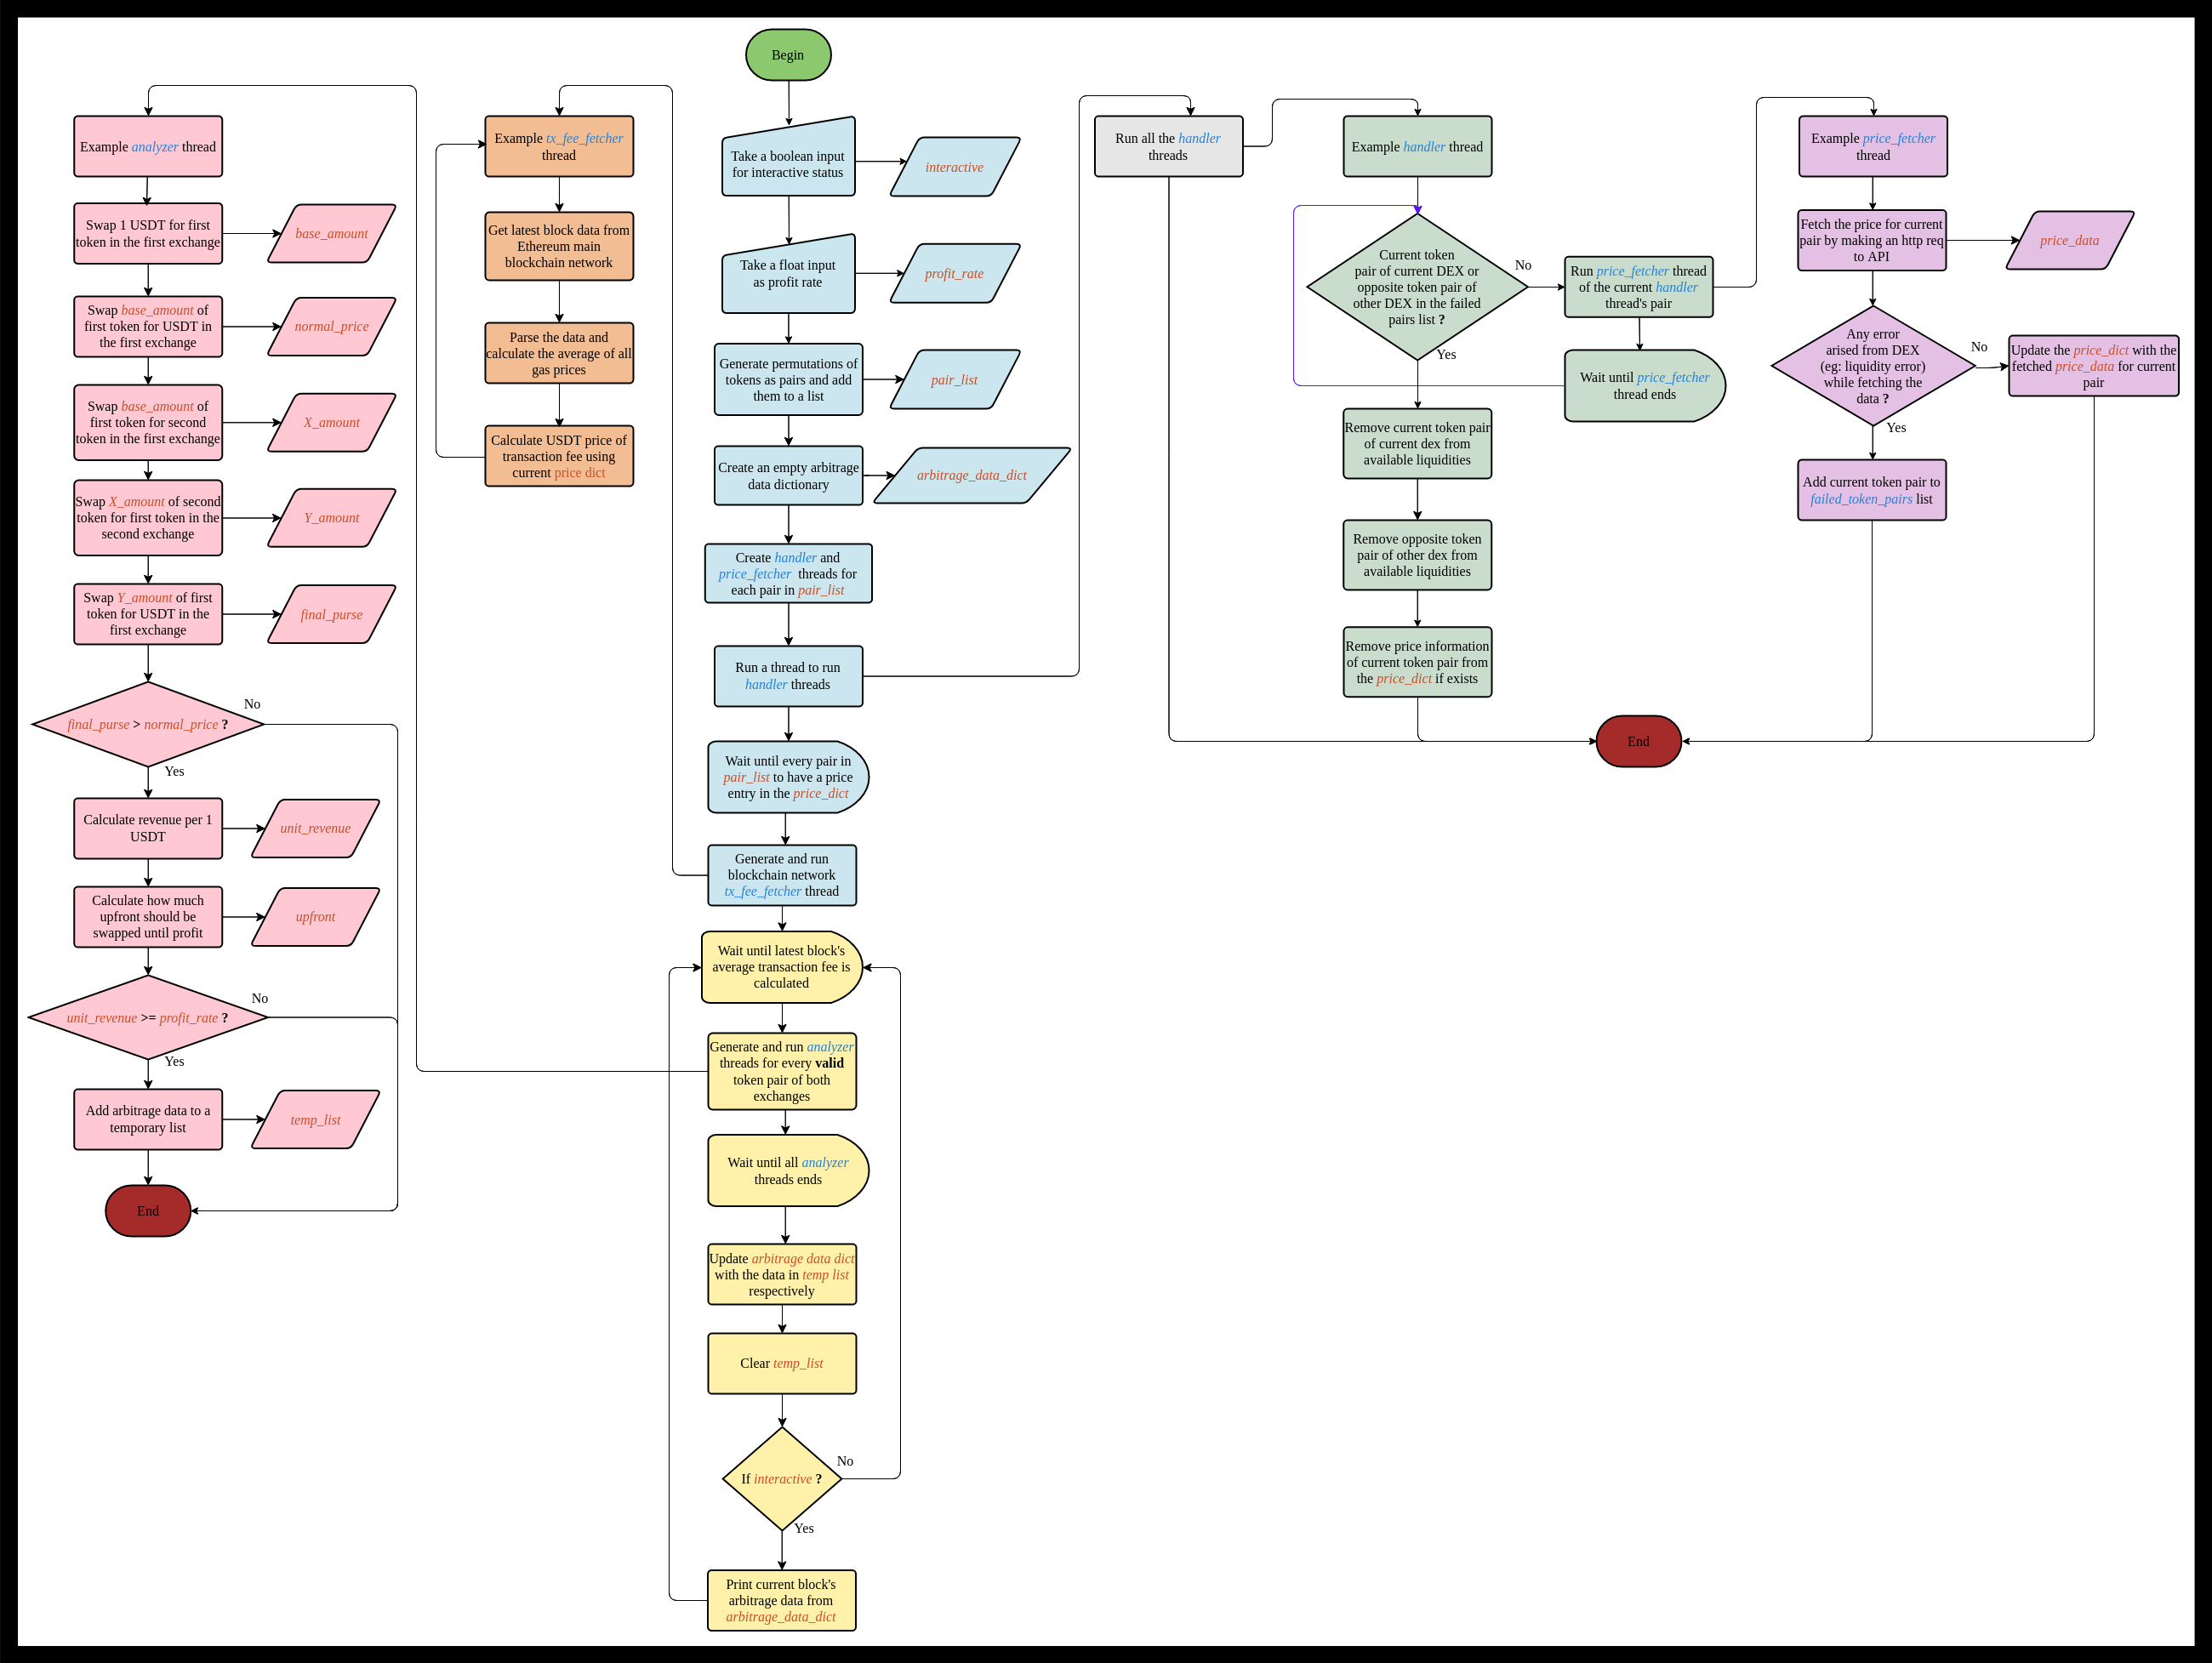 Begin
Example analyzer thread
Swap 1 USDT for first
token in the first exchange
base_amount
Swap base_amount of
first token for USDT in
the first exchange
normal_price
Swap base_amount of
first token for second
token in the first exchange
X_amount
Swap X_amount of second
token for first token in the
second exchange
Y_amount
Swap Y_amount of first
token for USDT in the
first exchange
final_purse
final_purse > normal_price ?
No
Yes
Calculate revenue per 1
USDT
unit_revenue
Calculate how much
upfront should be
swapped until profit
upfront
unit_revenue >= profit_rate ?
No
Yes
Add arbitrage data to a
temporary list
temp_list
End
Example tx_fee_fetcher
thread
Get latest block data from
Ethereum main
blockchain network
Parse the data and
calculate the average of all
gas prices
Calculate USDT price of
transaction fee using
current price dict
Take a boolean input
for interactive status
interactive
Take a float input
as profit rate
profit_rate
Generate permutations of
tokens as pairs and add
them to a list
pair_list
Create an empty arbitrage
data dictionary
arbitrage_data_dict
Create handler and
price_fetcher threads for
each pair in pair_list
Run a thread to run
handler threads
Wait until every pair in
pair_list to have a price
entry in the price_dict
Generate and run
blockchain network
tx_fee_fetcher thread
Wait until latest block's
average transaction fee is
calculated
Generate and run analyzer
threads for every valid
token pair of both
exchanges
Wait until all analyzer
threads ends
Update arbitrage data dict
with the data in temp list
respectively
Clear temp_list
If interactive ?
No
Yes
Print current block's
arbitrage data from
arbitrage_data_dict
Run all the handler
threads
Example handler thread
Current token
pair of current DEX or
opposite token pair of
other DEX in the failed
pairs list ?
No
Yes
Run price_fetcher thread
of the current handler
thread's pair
Wait until price_fetcher
thread ends
Remove current token pair
of current dex from
available liquidities
Remove opposite token
pair of other dex from
available liquidities
Remove price information
of current token pair from
the price_dict if exists
End
Example price_fetcher
thread
Fetch the price for current
pair by making an http req
to API
price_data
Any error
arised from DEX
(eg: liquidity error)
while fetching the
data ?
No
Yes
Update the price_dict with the
fetched price_data for current
pair
Add current token pair to
failed_token_pairs list